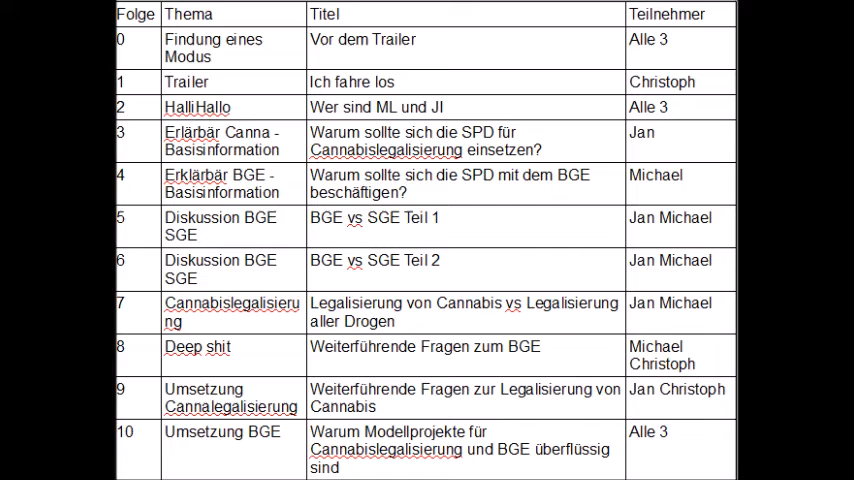 Folge Thema Titel Teilnehmer
0 Findung eines Modus Vor dem Trailer Alle 3
1 Trailer Ich fahre los Christoph
2 HalliHallo Wer sind ML und JI Alle 3
3 Erlärbär Canna - Basisinformation Warum sollte sich die SPD für Cannabislegalisierung einsetzen? Jan
4 Erklärbär BGE - Basisinformation Warum sollte sich die SPD mit dem BGE beschäftigen? Michael
5 Diskussion BGE SGE BGE vs SGE Teil 1 Jan Michael
6 Diskussion BGE SGE BGE vs SGE Teil 2 Jan Michael
7 Cannabislegalisierung Legalisierung von Cannabis vs Legalisierung aller Drogen Jan Michael
8 Deep shit Weiterführende Fragen zum BGE Michael Christoph
9 Umsetzung Cannalegalisierung Weiterführende Fragen zur Legalisierung von Cannabis Jan Christoph
10 Umsetzung BGE Warum Modellprojekte für Cannabislegalisierung und BGE überflüssig sind Alle 3